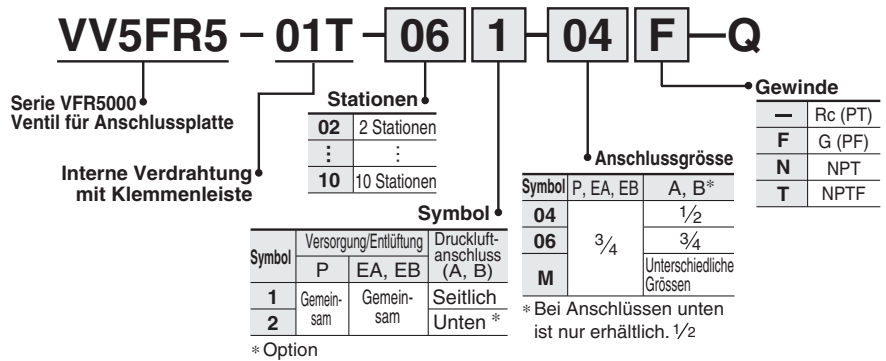 VV5FR5 – 01T – 06 1 – 04 F – Q
Serie VFR5000
Ventil für Anschlussplatte
Interne Verdrahtung
mit Klemmenleiste
Stationen
02 2 Stationen
⋮ ⋮
10 10 Stationen
Symbol
Symbol Versorgung/Entlüftung Druckluft-
anschluss
(A, B)
P EA, EB
1 Gemein-
sam Gemein-
sam Seitlich
2 Unten *
* Option
Anschlussgrösse
Symbol P, EA, EB A, B*
04 3/4 1/2
06 3/4
M Unterschiedliche
Grössen
* Bei Anschlüssen unten
ist nur erhältlich. 1/2
Gewinde
– Rc (PT)
F G (PF)
N NPT
T NPTF